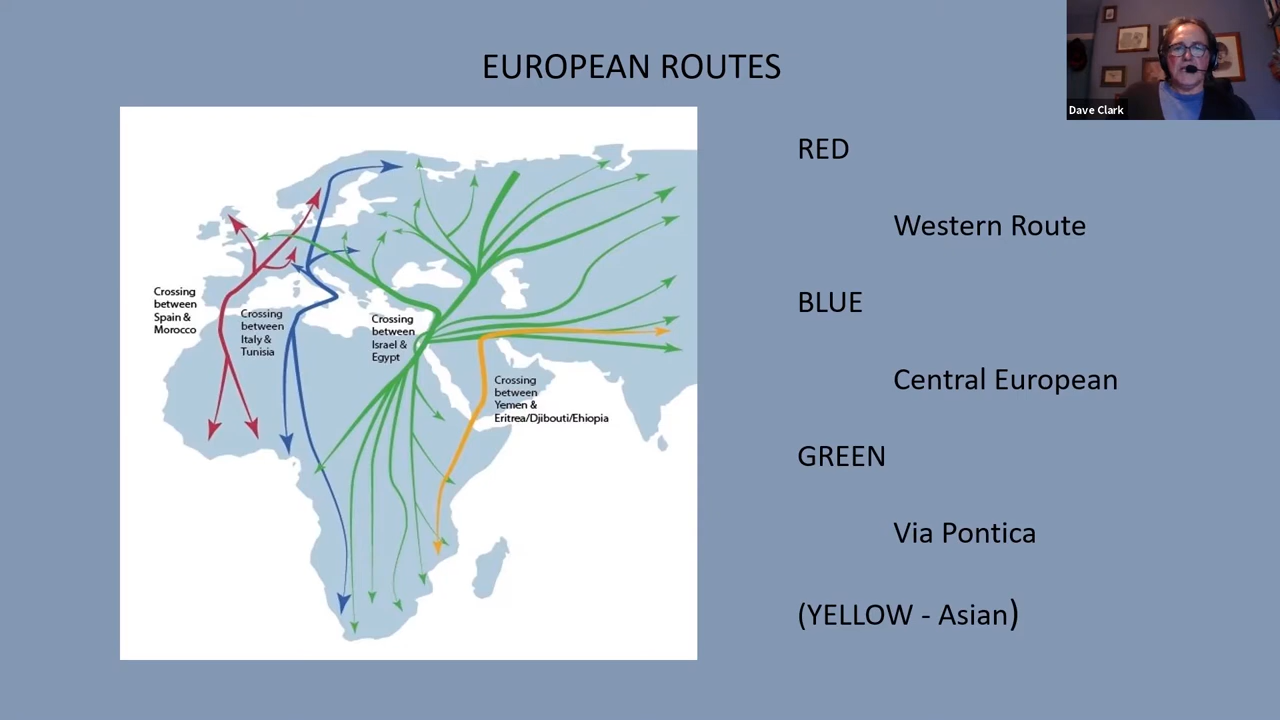 EUROPEAN ROUTES
Dave Clark
Crossing
between
Spain &
Morocco
Crossing
between
Italy &
Tunisia
Crossing
between
Israel &
Egypt
Crossing
between
Yemen &
Eritrea/Djibouti/Ehiopia
RED
Western Route
BLUE
Central European
GREEN
Via Pontica
(YELLOW - Asian)